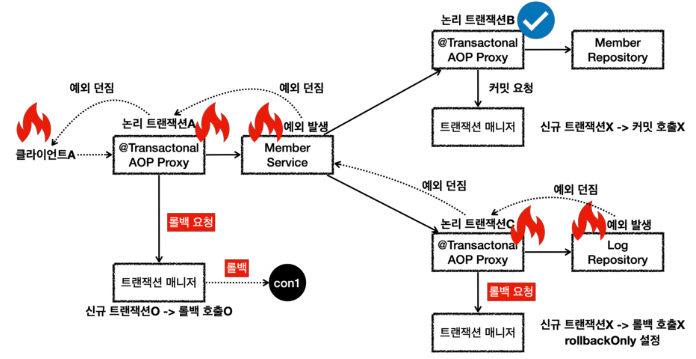 논리 트랜잭션B
@Transactonal
AOP Proxy
Member
Repository
커밋 요청
트랜잭션 매니저
신규 트랜잭션X -> 커밋 호출X
예외 던짐
예외 던짐
논리 트랜잭션A
예외 발생
클라이언트A
@Transactional
AOP Proxy
Member
Service
롤백 요청
트랜잭션 매니저
롤백
con1
신규 트랜잭션O -> 롤백 호출O
예외 던짐
예외 던짐
논리 트랜잭션C
예외 발생
@Transactonal
AOP Proxy
Log
Repository
롤백 요청
트랜잭션 매니저
신규 트랜잭션X -> 롤백 호출X
rollbackOnly 설정